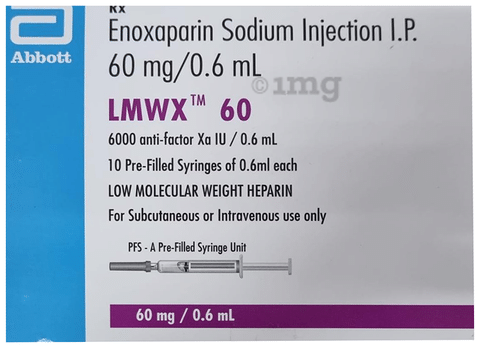 Rx
Abbott
Enoxaparin Sodium Injection I.P.
60 mg/0.6 mL
©1mg
LMWX™ 60
6000 anti-factor Xa IU / 0.6 mL
10 Pre-Filled Syringes of 0.6ml each
LOW MOLECULAR WEIGHT HEPARIN
For Subcutaneous or Intravenous use only
PFS - A Pre-Filled Syringe Unit
60 mg / 0.6 mL